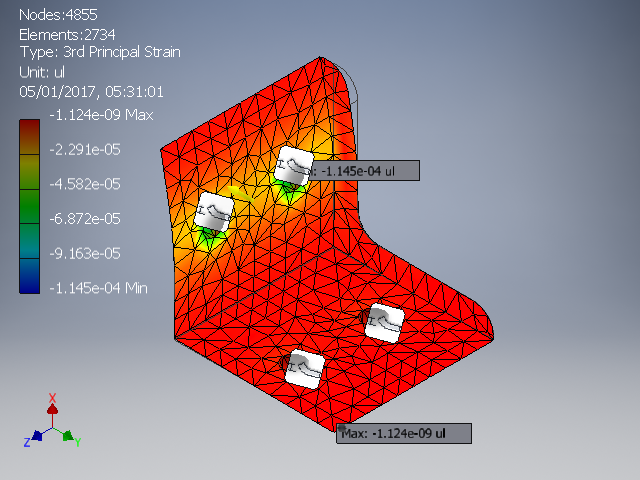 Nodes:4855
Elements:2734
Type: 3rd Principal Strain
Unit: ul
05/01/2017, 05:31:01
-1.124e-09 Max
-2.291e-05
-4.582e-05
-6.872e-05
-9.163e-05
-1.145e-04 Min
: -1.145e-04 ul
Max: -1.124e-09 ul
X
Z
Y